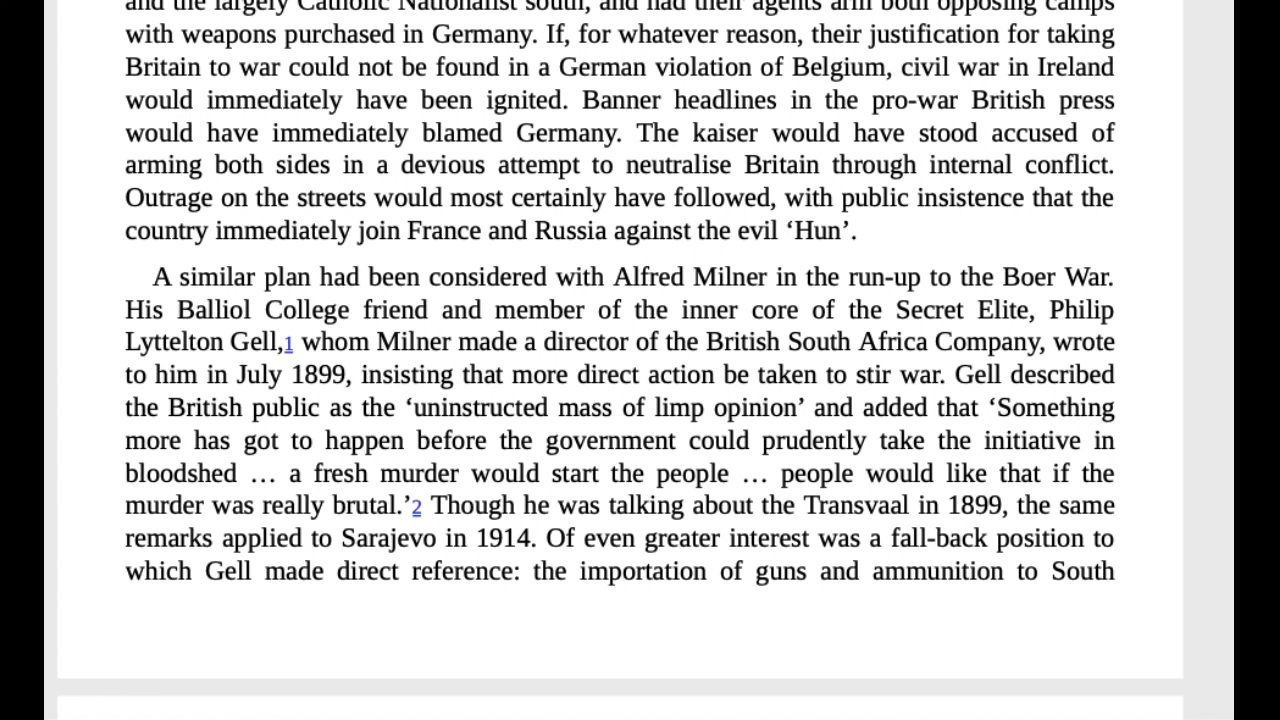 and the largely Catholic Nationalist south, and had their agents arm both opposing camps
with weapons purchased in Germany. If, for whatever reason, their justification for taking
Britain to war could not be found in a German violation of Belgium, civil war in Ireland
would immediately have been ignited. Banner headlines in the pro-war British press
would have immediately blamed Germany. The kaiser would have stood accused of
arming both sides in a devious attempt to neutralise Britain through internal conflict.
Outrage on the streets would most certainly have followed, with public insistence that the
country immediately join France and Russia against the evil ‘Hun’.
A similar plan had been considered with Alfred Milner in the run-up to the Boer War.
His Balliol College friend and member of the inner core of the Secret Elite, Philip
Lyttelton Gell,1 whom Milner made a director of the British South Africa Company, wrote
to him in July 1899, insisting that more direct action be taken to stir war. Gell described
the British public as the ‘uninstructed mass of limp opinion’ and added that ‘Something
more has got to happen before the government could prudently take the initiative in
bloodshed … a fresh murder would start the people … people would like that if the
murder was really brutal.’2 Though he was talking about the Transvaal in 1899, the same
remarks applied to Sarajevo in 1914. Of even greater interest was a fall-back position to
which Gell made direct reference: the importation of guns and ammunition to South